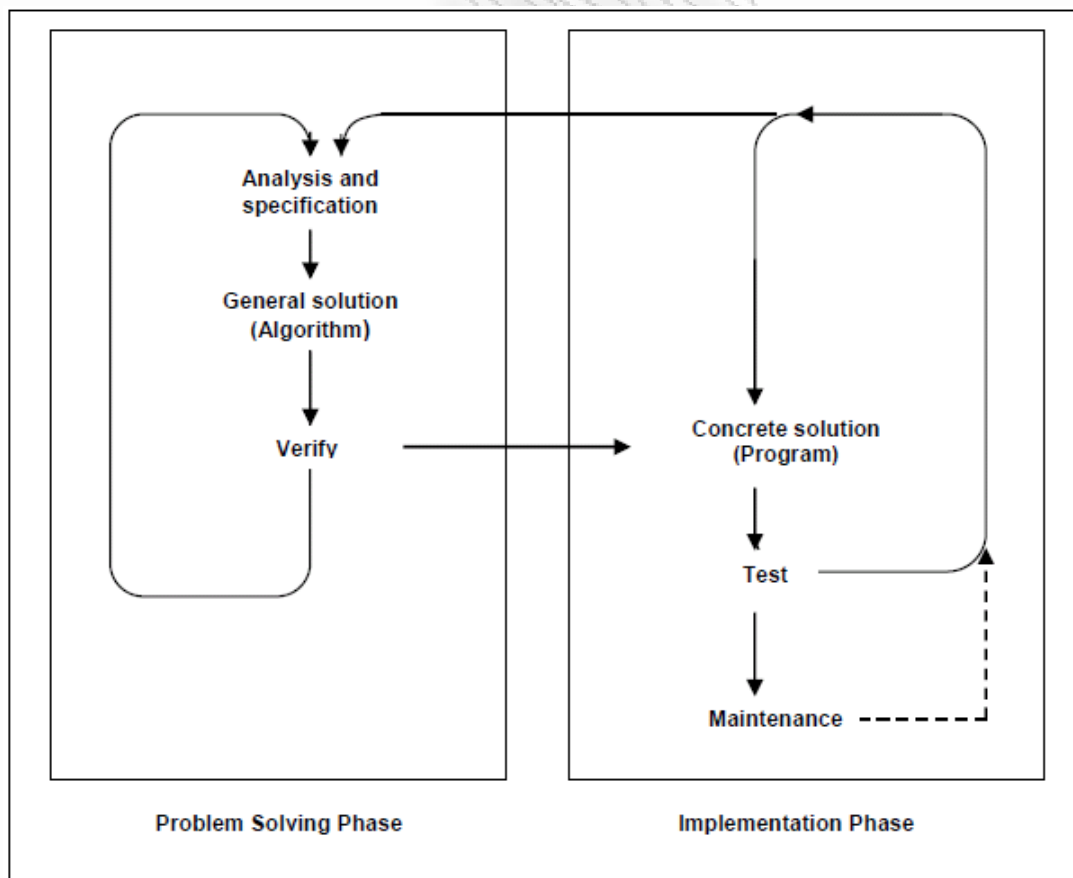 Analysis and
specification
General solution
(Algorithm)
Verify
Concrete solution
(Program)
Test
Maintenance
Problem Solving Phase
Implementation Phase